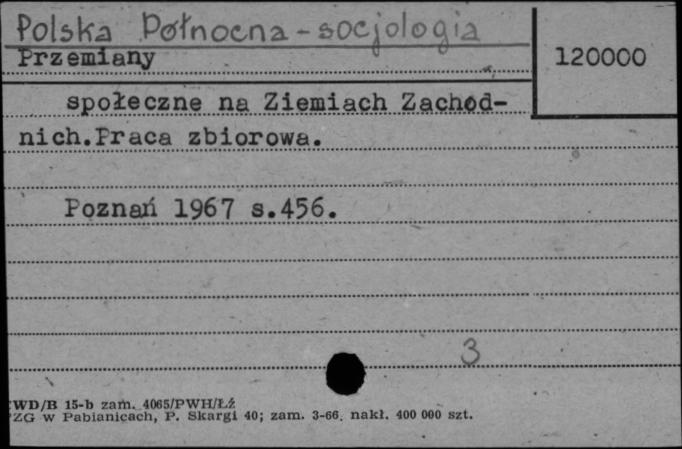 Polska Północna - socjologia
Przemiany
120000
społeczne na Ziemiach Zachod-
nich.Praca zbiorowa.
Poznań 1967 s.456.
3
WD/B 15-b zam. 4065/PWH/Łź
ZG w Pabianicach, P. Skargi 40; zam. 3-66. nakł. 400 000 szt.